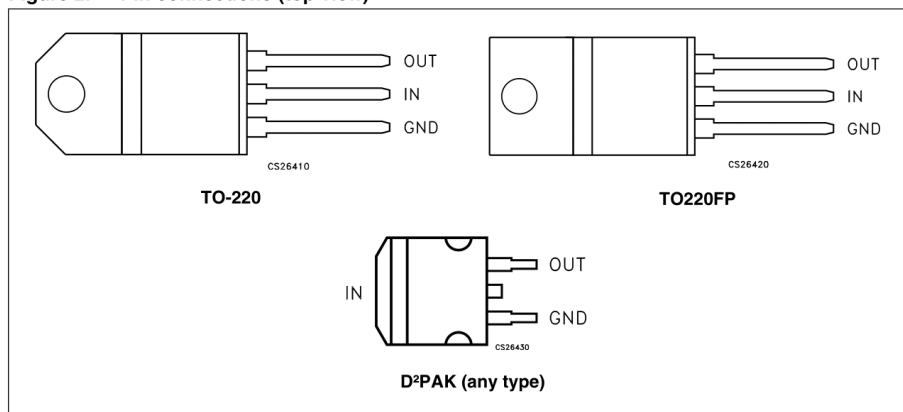 OUT
IN
GND
CS26410
TO-220
OUT
IN
GND
CS26420
TO220FP
IN
OUT
GND
CS26430
D²PAK (any type)